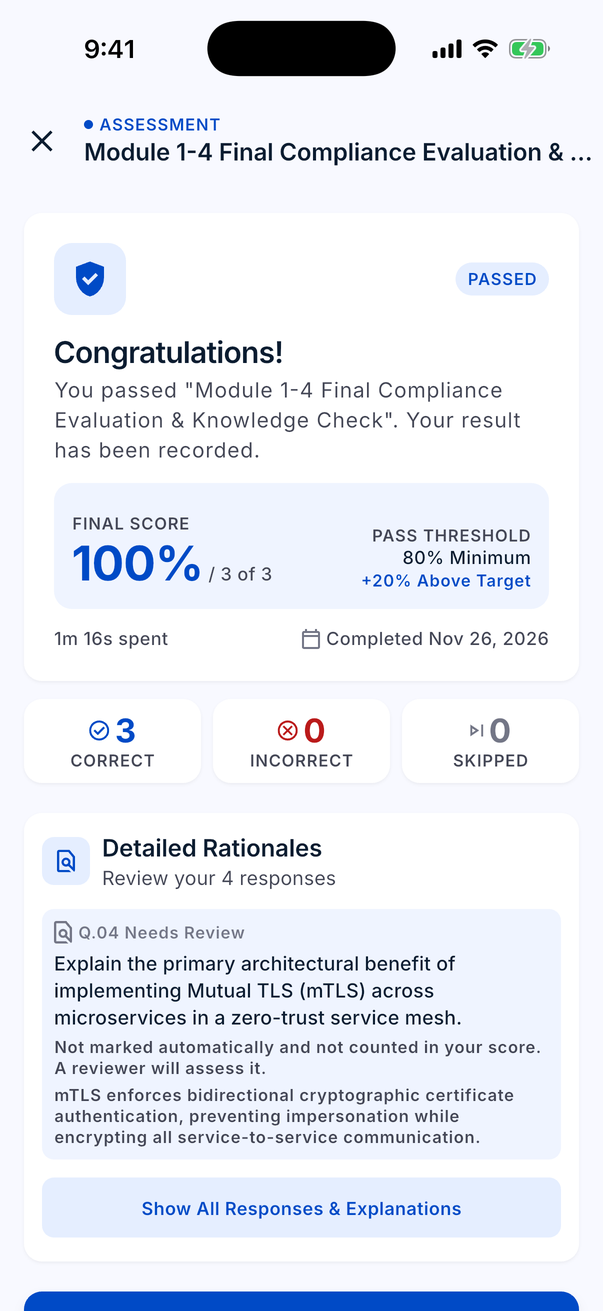 9:41
ASSESSMENT
Module 1-4 Final Compliance Evaluation & ...
PASSED
Congratulations!
You passed "Module 1-4 Final Compliance
Evaluation & Knowledge Check". Your result
has been recorded.
FINAL SCORE
100% / 3 of 3
PASS THRESHOLD
80% Minimum
+20% Above Target
1m 16s spent
Completed Nov 26, 2026
3
CORRECT
0
INCORRECT
0
SKIPPED
Detailed Rationales
Review your 4 responses
Q.04 Needs Review
Explain the primary architectural benefit of
implementing Mutual TLS (mTLS) across
microservices in a zero-trust service mesh.
Not marked automatically and not counted in your score.
A reviewer will assess it.
mTLS enforces bidirectional cryptographic certificate
authentication, preventing impersonation while
encrypting all service-to-service communication.
Show All Responses & Explanations